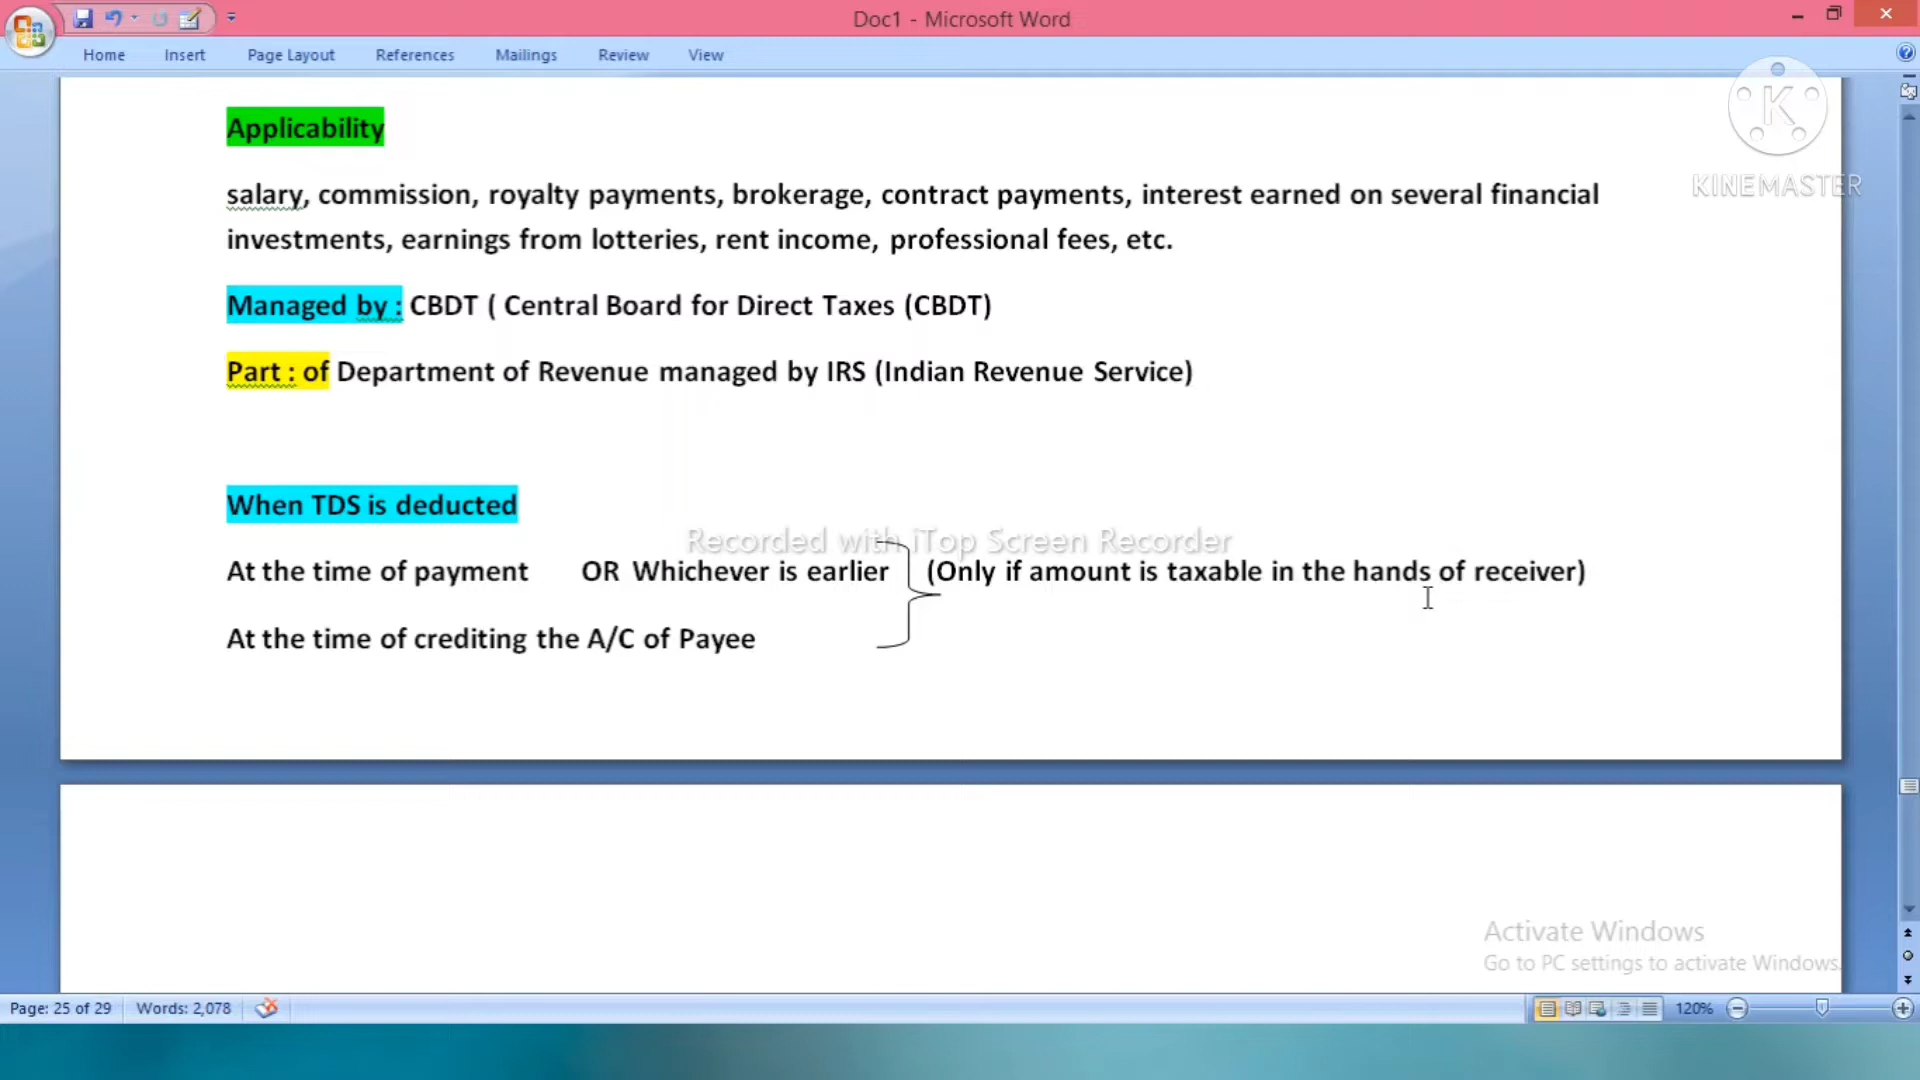 Doc1 - Microsoft Word
Home Insert Page Layout References Mailings Review View
K
KINEMASTER
Applicability
salary, commission, royalty payments, brokerage, contract payments, interest earned on several financial
investments, earnings from lotteries, rent income, professional fees, etc.
Managed by : CBDT ( Central Board for Direct Taxes (CBDT)
Part : of Department of Revenue managed by IRS (Indian Revenue Service)
When TDS is deducted
Recorded with iTop Screen Recorder
At the time of payment OR Whichever is earlier (Only if amount is taxable in the hands of receiver)
At the time of crediting the A/C of Payee
Activate Windows
Go to PC settings to activate Windows.
Page: 25 of 29 Words: 2,078 120%